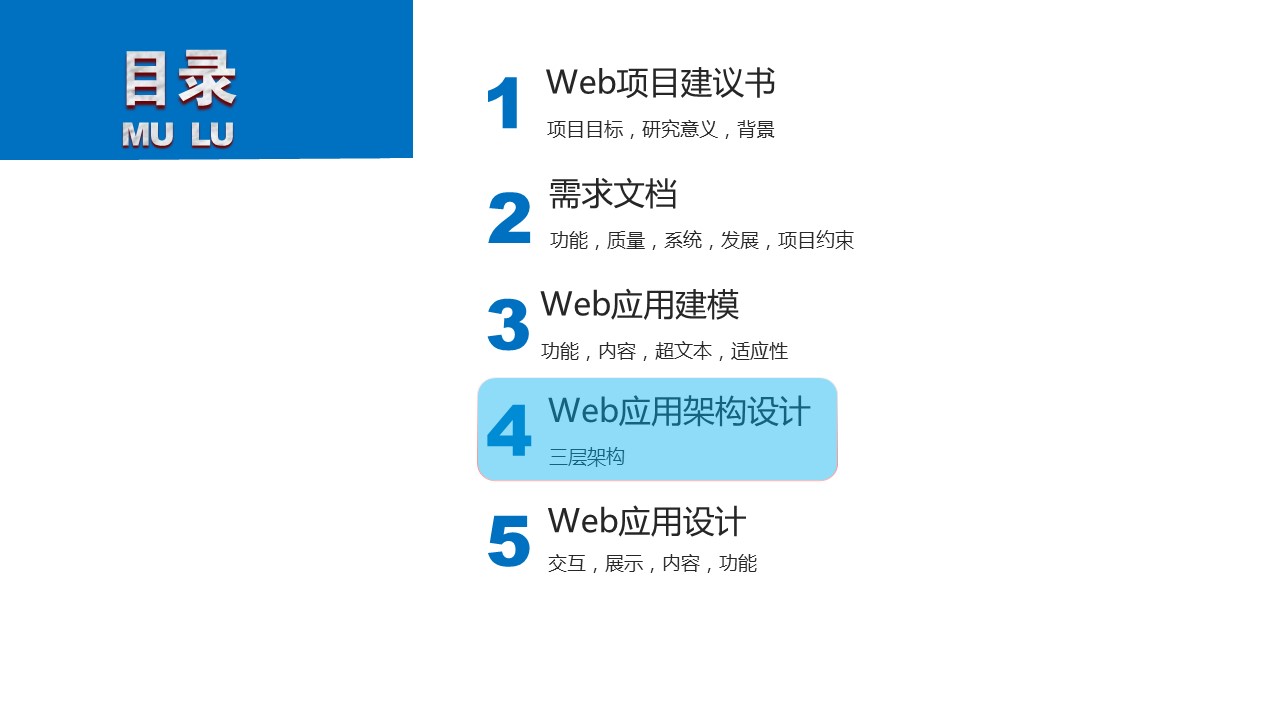 目录
MU LU
1 Web项目建议书
项目目标，研究意义，背景
2 需求文档
功能，质量，系统，发展，项目约束
3 Web应用建模
功能，内容，超文本，适应性
4 Web应用架构设计
三层架构
5 Web应用设计
交互，展示，内容，功能